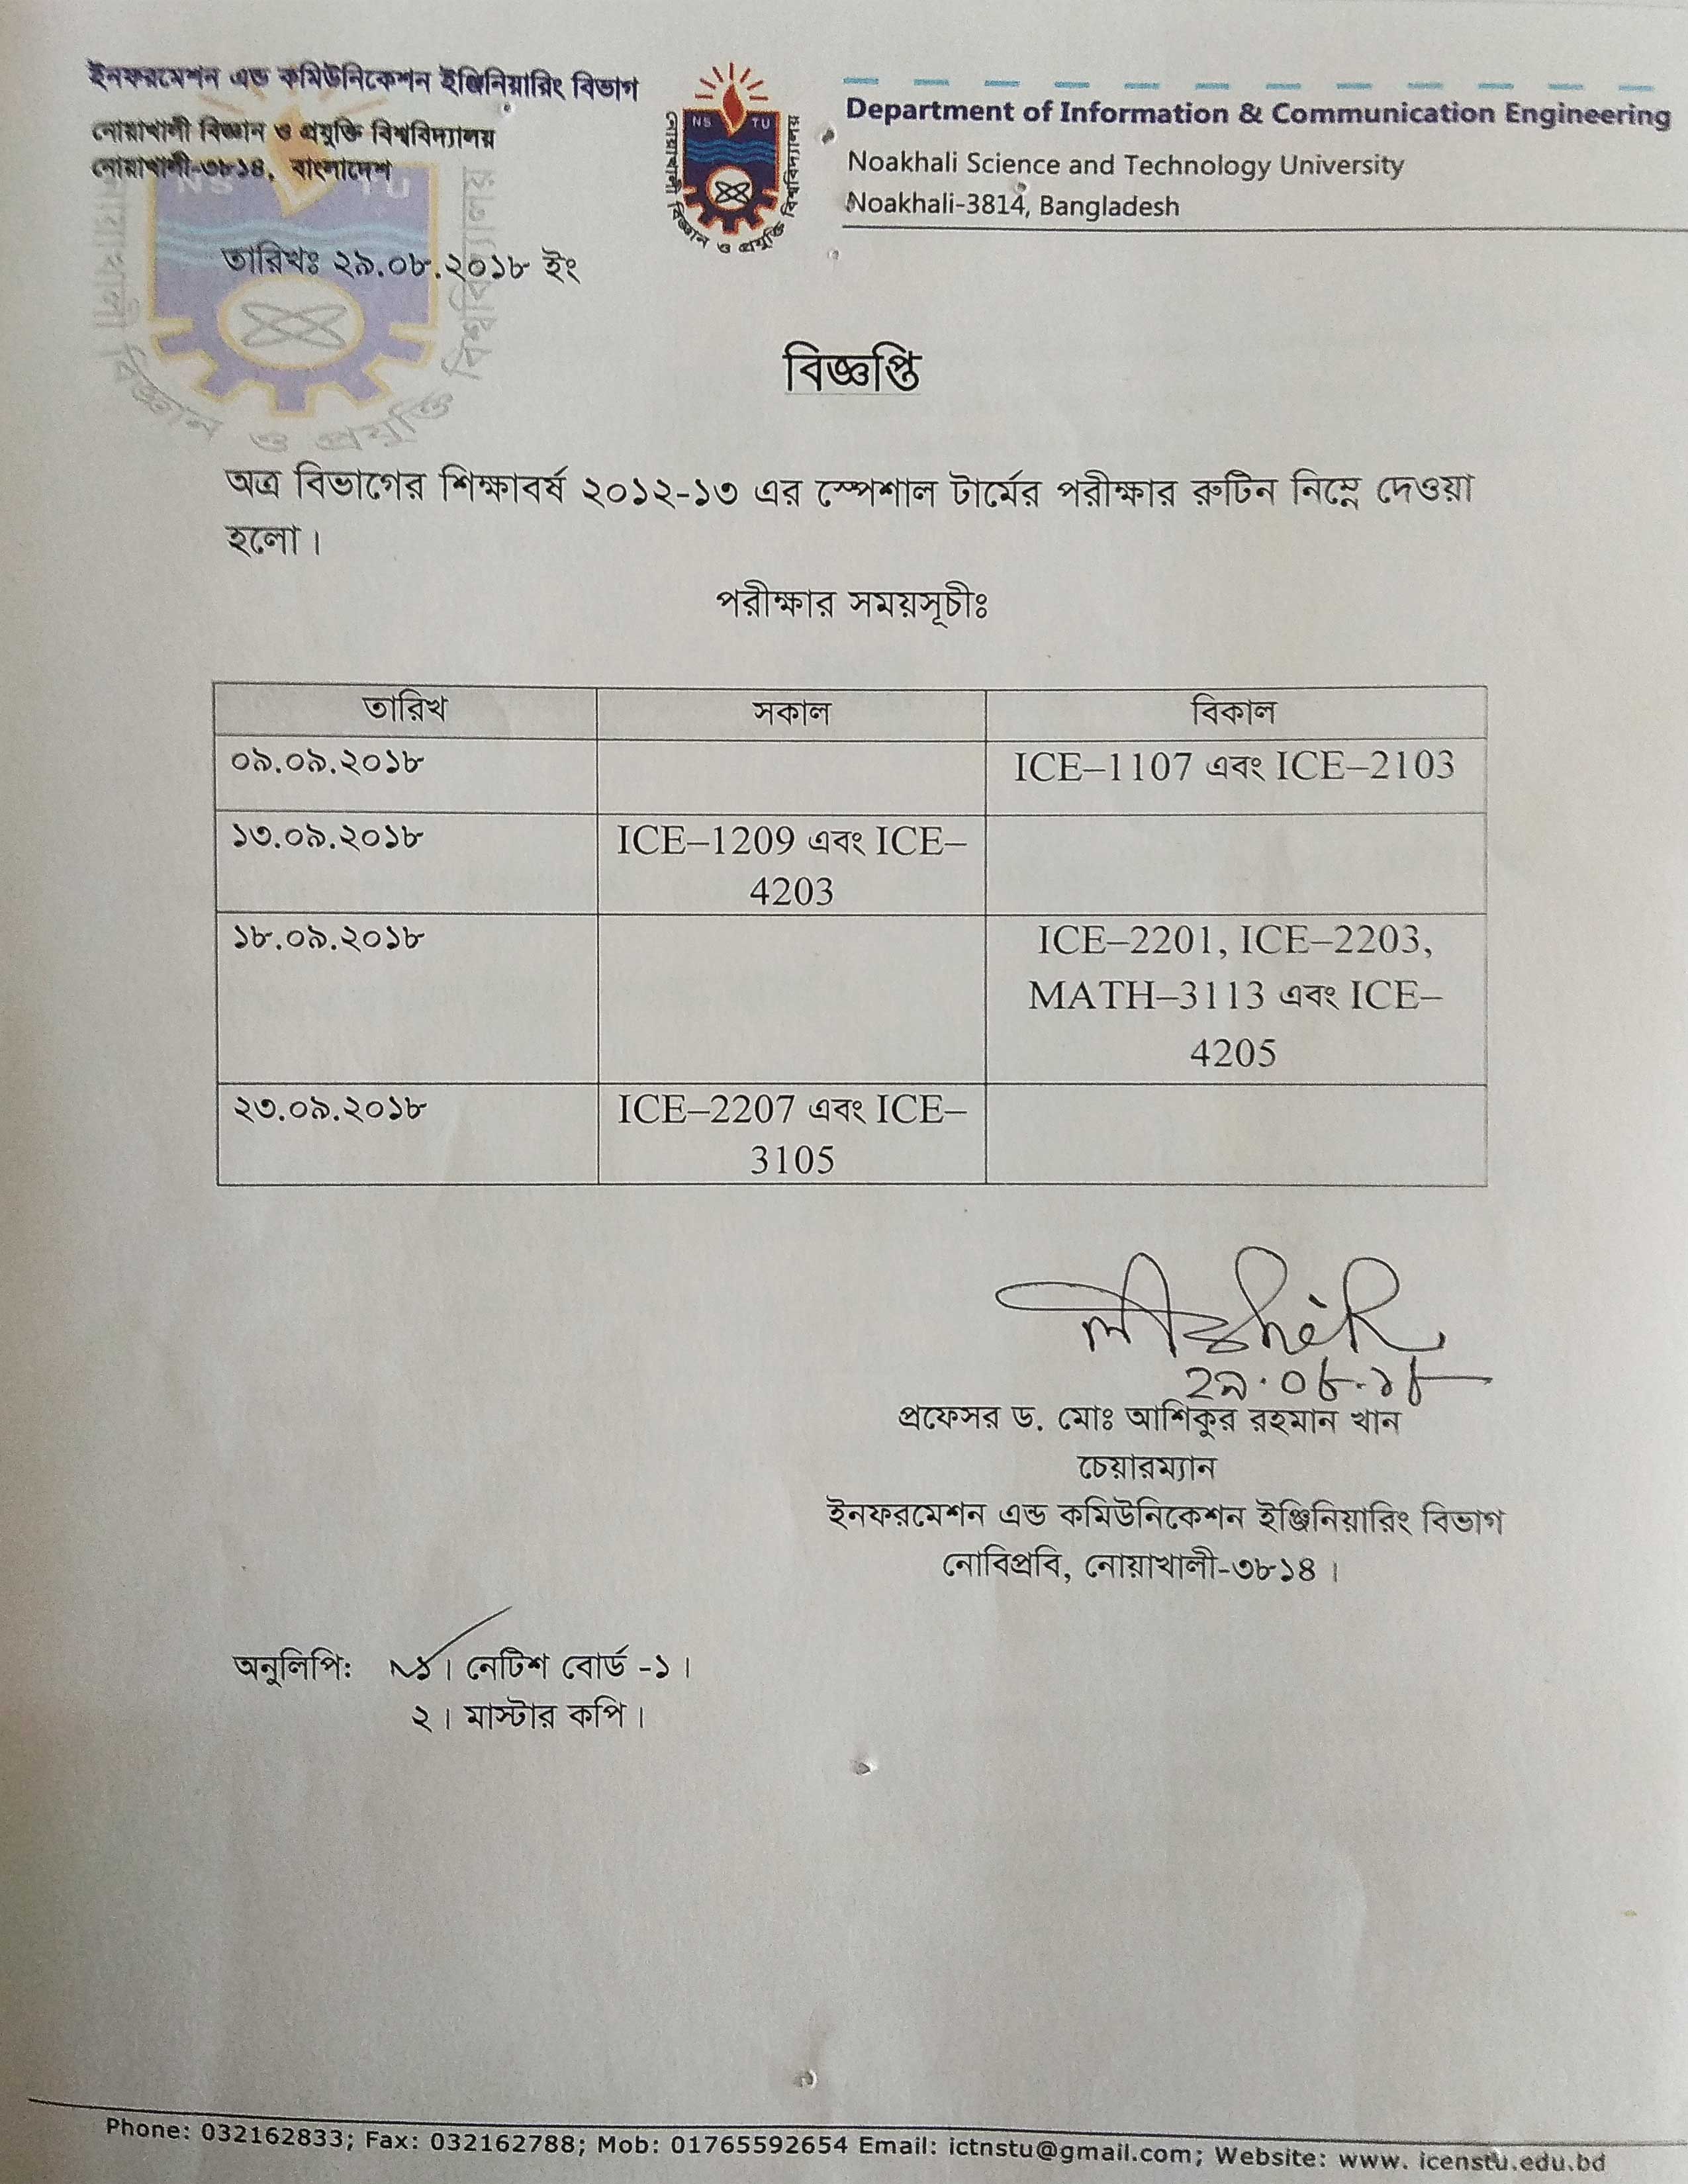 ইনফরমেশন এন্ড কমিউনিকেশন ইঞ্জিনিয়ারিং বিভাগ
নোয়াখালী বিজ্ঞান ও প্রযুক্তি বিশ্ববিদ্যালয়
নোয়াখালী-৩৮১৪, বাংলাদেশ
NS TU
নোয়াখালী বিজ্ঞান ও প্রযুক্তি বিশ্ববিদ্যালয়
Department of Information & Communication Engineering
Noakhali Science and Technology University
Noakhali-3814, Bangladesh
NS TU
নোয়াখালী বিজ্ঞান ও প্রযুক্তি বিশ্ববিদ্যালয়
তারিখঃ ২৯.০৮.২০১৮ ইং
বিজ্ঞপ্তি
অত্র বিভাগের শিক্ষাবর্ষ ২০১২-১৩ এর স্পেশাল টার্মের পরীক্ষার রুটিন নিম্নে দেওয়া
হলো।
পরীক্ষার সময়সূচীঃ
তারিখ সকাল বিকাল
০৯.০৯.২০১৮ ICE–1107 এবং ICE–2103
১৩.০৯.২০১৮ ICE–1209 এবং ICE–
4203
১৮.০৯.২০১৮ ICE–2201, ICE–2203,
MATH–3113 এবং ICE–
4205
২৩.০৯.২০১৮ ICE–2207 এবং ICE–
3105
২৯.০৮.১৮
প্রফেসর ড. মোঃ আশিকুর রহমান খান
চেয়ারম্যান
ইনফরমেশন এন্ড কমিউনিকেশন ইঞ্জিনিয়ারিং বিভাগ
নোবিপ্রবি, নোয়াখালী-৩৮১৪।
অনুলিপি: ১। নেটিশ বোর্ড -১।
২। মাস্টার কপি।
Phone: 032162833; Fax: 032162788; Mob: 01765592654 Email: ictnstu@gmail.com; Website: www. icenstu.edu.bd